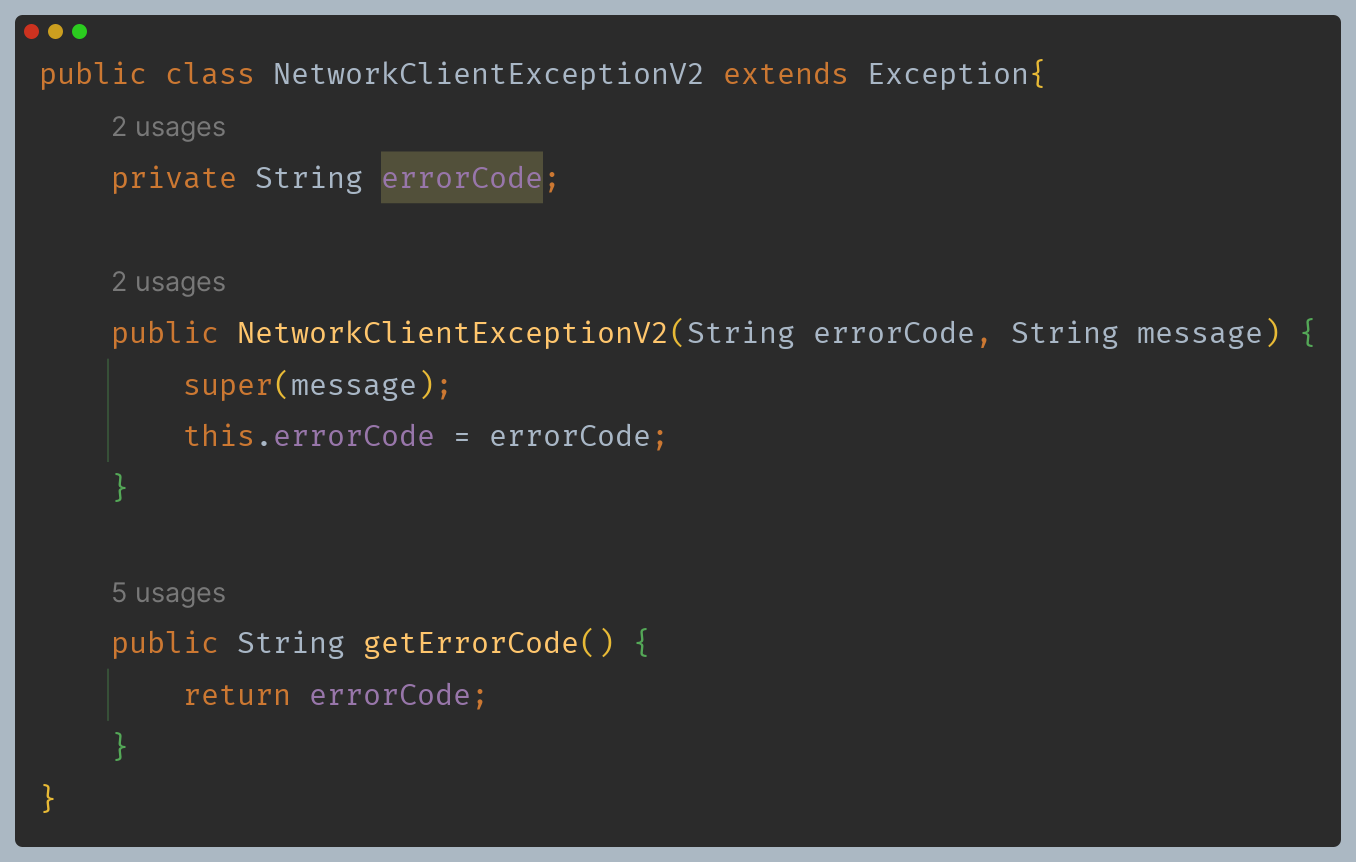 public class NetworkClientExceptionV2 extends Exception{
2 usages
private String errorCode;
2 usages
public NetworkClientExceptionV2(String errorCode, String message) {
super(message);
this.errorCode = errorCode;
}
5 usages
public String getErrorCode() {
return errorCode;
}
}